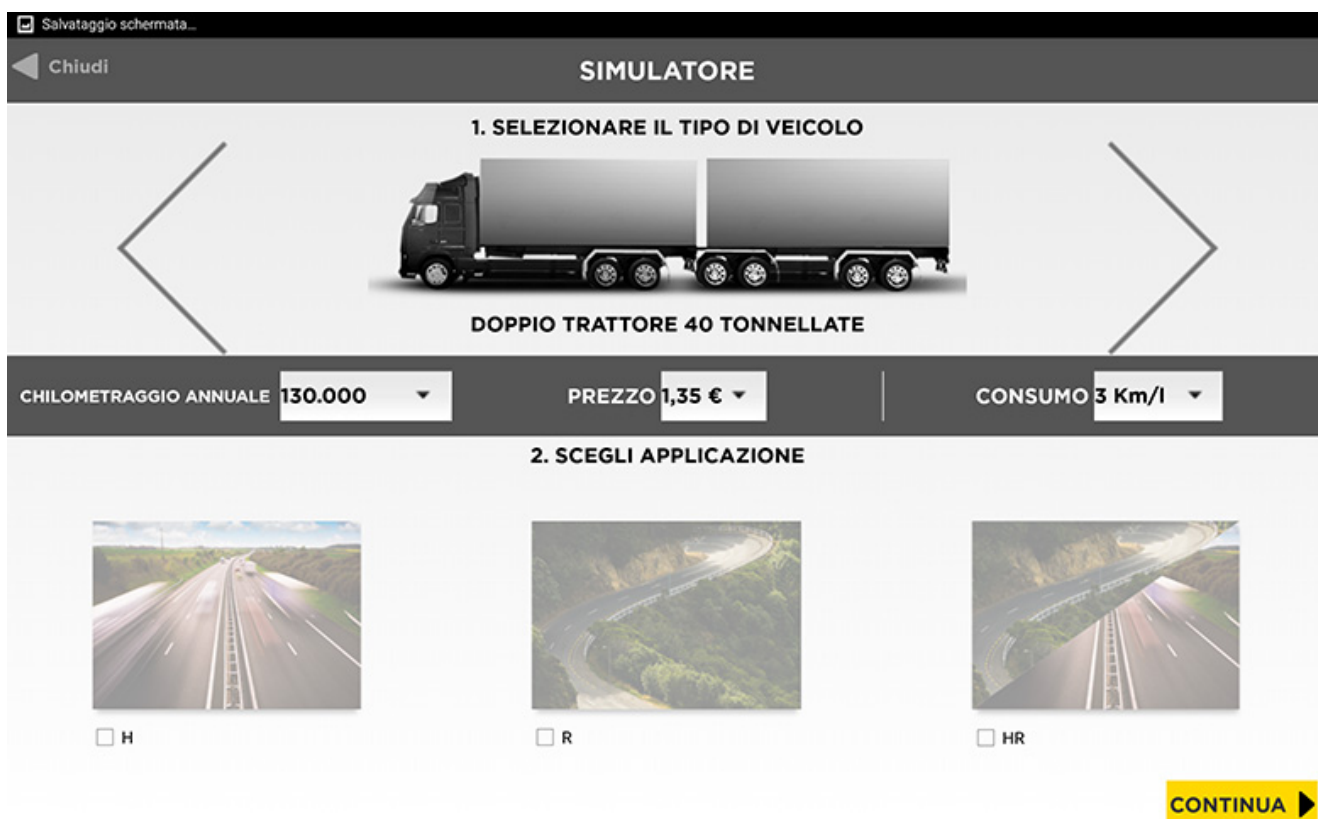 Salvataggio schermata...
Chiudi
SIMULATORE
1. SELEZIONARE IL TIPO DI VEICOLO
DOPPIO TRATTORE 40 TONNELLATE
CHILOMETRAGGIO ANNUALE 130.000 PREZZO 1,35 € CONSUMO 3 Km/l
2. SCEGLI APPLICAZIONE
H R HR
CONTINUA